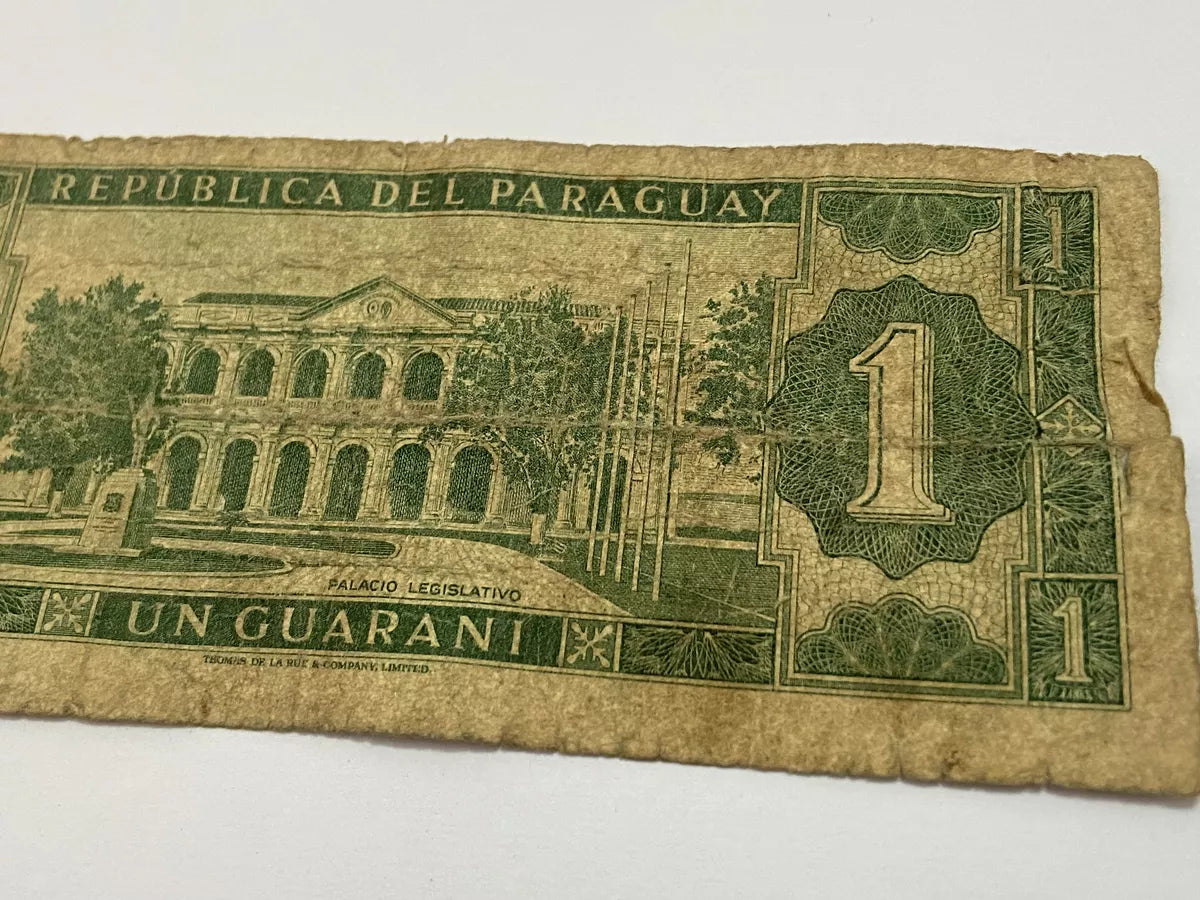 REPÚBLICA DEL PARAGUAY
1
1
PALACIO LEGISLATIVO
UN GUARANI
1
THOMAS DE LA RUE & COMPANY, LIMITED.